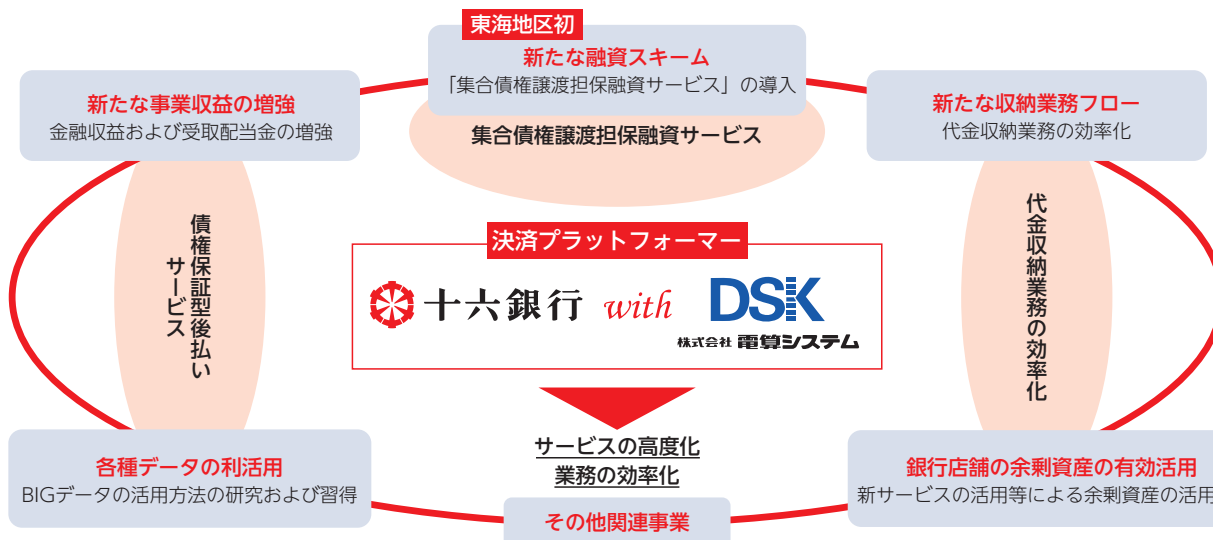 東海地区初
新たな融資スキーム
「集合債権譲渡担保融資サービス」の導入
集合債権譲渡担保融資サービス
新たな事業収益の増強
金融収益および受取配当金の増強
新たな収納業務フロー
代金収納業務の効率化
債権保証型後払い
サービス
決済プラットフォーマー
十六銀行 with DSK
株式会社 電算システム
代金収納業務の効率化
サービスの高度化
業務の効率化
各種データの利活用
BIGデータの活用方法の研究および習得
その他関連事業
銀行店舗の余剰資産の有効活用
新サービスの活用等による余剰資産の活用